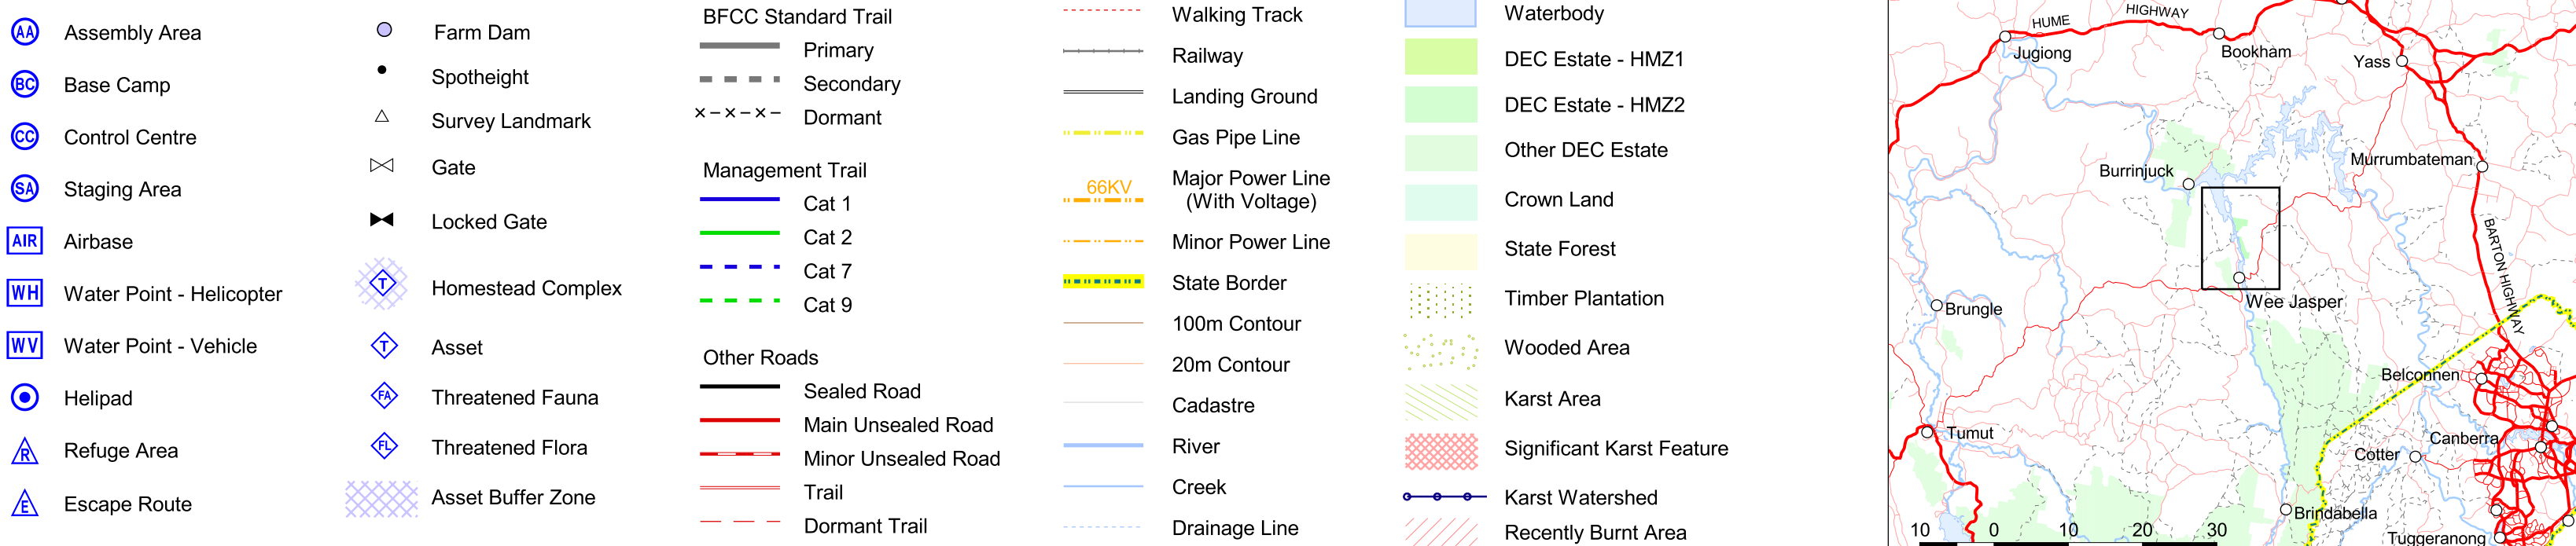 AA Assembly Area
BC Base Camp
CC Control Centre
SA Staging Area
AIR Airbase
WH Water Point - Helicopter
WV Water Point - Vehicle
Helipad
R Refuge Area
E Escape Route
Farm Dam
Spotheight
Survey Landmark
Gate
Locked Gate
T Homestead Complex
T Asset
FA Threatened Fauna
FL Threatened Flora
Asset Buffer Zone
BFCC Standard Trail
Primary
Secondary
Dormant
Management Trail
Cat 1
Cat 2
Cat 7
Cat 9
Other Roads
Sealed Road
Main Unsealed Road
Minor Unsealed Road
Trail
Dormant Trail
Walking Track
Railway
Landing Ground
Gas Pipe Line
66KV Major Power Line
(With Voltage)
Minor Power Line
State Border
100m Contour
20m Contour
Cadastre
River
Creek
Drainage Line
Waterbody
DEC Estate - HMZ1
DEC Estate - HMZ2
Other DEC Estate
Crown Land
State Forest
Timber Plantation
Wooded Area
Karst Area
Significant Karst Feature
Karst Watershed
Recently Burnt Area
HUME HIGHWAY
Jugiong
Bookham
Yass
Murrumbateman
Burrinjuck
BARTON HIGHWAY
Wee Jasper
Brungle
Belconnen
Tumut
Canberra
Cotter
Brindabella
Tuggeranong
10 0 10 20 30